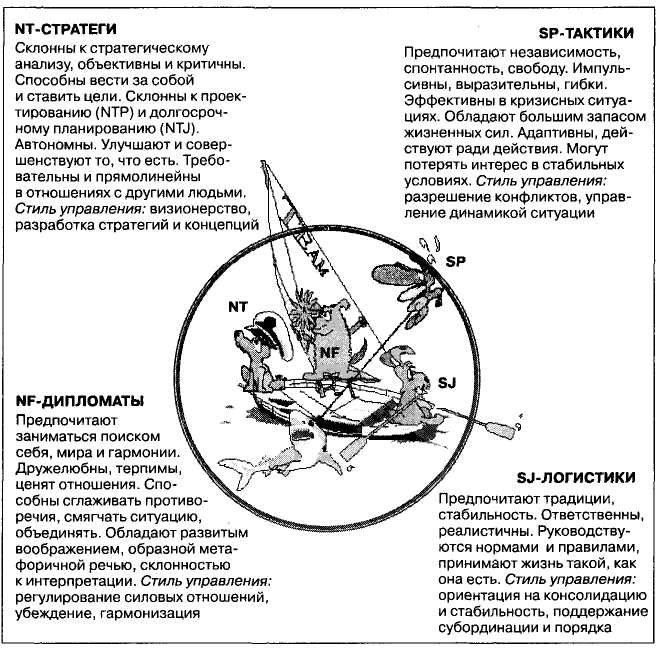 NT-СТРАТЕГИ
Склонны к стратегическому
анализу, объективны и критичны.
Способны вести за собой
и ставить цели. Склонны к проек-
тированию (NTP) и долгосроч-
ному планированию (NTJ).
Автономны. Улучшают и совер-
шенствуют то, что есть. Требо-
вательны и прямолинейны
в отношениях с другими людьми.
Стиль управления: визионерство,
разработка стратегий и концепций
SP-ТАКТИКИ
Предпочитают независимость,
спонтанность, свободу. Импуль-
сивны, выразительны, гибки.
Эффективны в кризисных ситуа-
циях. Обладают большим запасом
жизненных сил. Адаптивны, дей-
ствуют ради действия. Могут
потерять интерес в стабильных
условиях. Стиль управления:
разрешение конфликтов, управ-
ление динамикой ситуации
SP
NT
NF
SJ
NF-ДИПЛОМАТЫ
Предпочитают
заниматься поиском
себя, мира и гармонии.
Дружелюбны, терпимы,
ценят отношения. Спо-
собны сглаживать противо-
речия, смягчать ситуацию,
объединять. Обладают развитым
воображением, образной мета-
форичной речью, склонностью
к интерпретации. Стиль управления:
регулирование силовых отношений,
убеждение, гармонизация
SJ-ЛОГИСТИКИ
Предпочитают традиции,
стабильность. Ответственны,
реалистичны. Руководству-
ются нормами и правилами,
принимают жизнь такой, как
она есть. Стиль управления:
ориентация на консолидацию
и стабильность, поддержание
субординации и порядка